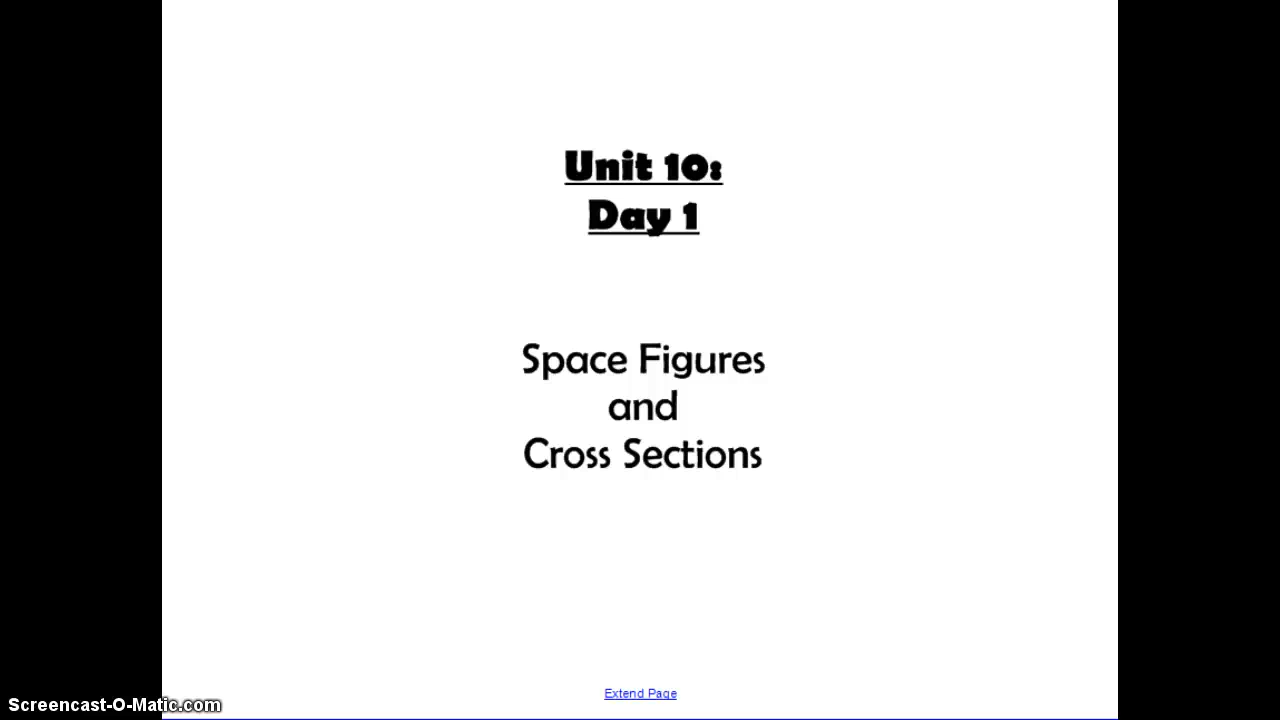 Unit 10:
Day 1
Space Figures
and
Cross Sections
Extend Page
Screencast-O-Matic.com